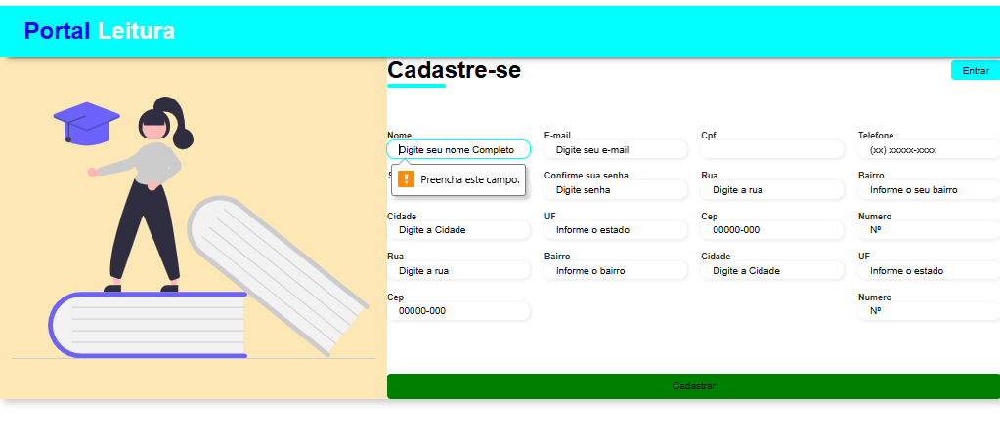 Portal Leitura
Cadastre-se
Entrar
Nome
E-mail
Cpf
Telefone
Digite seu nome Completo
Digite seu e-mail
(xx) xxxxx-xxxx
Preencha este campo.
Confirme sua senha
Rua
Bairro
Digite senha
Digite a rua
Informe o seu bairro
Cidade
UF
Cep
Numero
Digite a Cidade
Informe o estado
00000-000
Nº
Rua
Bairro
Cidade
UF
Digite a rua
Informe o bairro
Digite a Cidade
Informe o estado
Cep
Numero
00000-000
Nº
Cadastrar